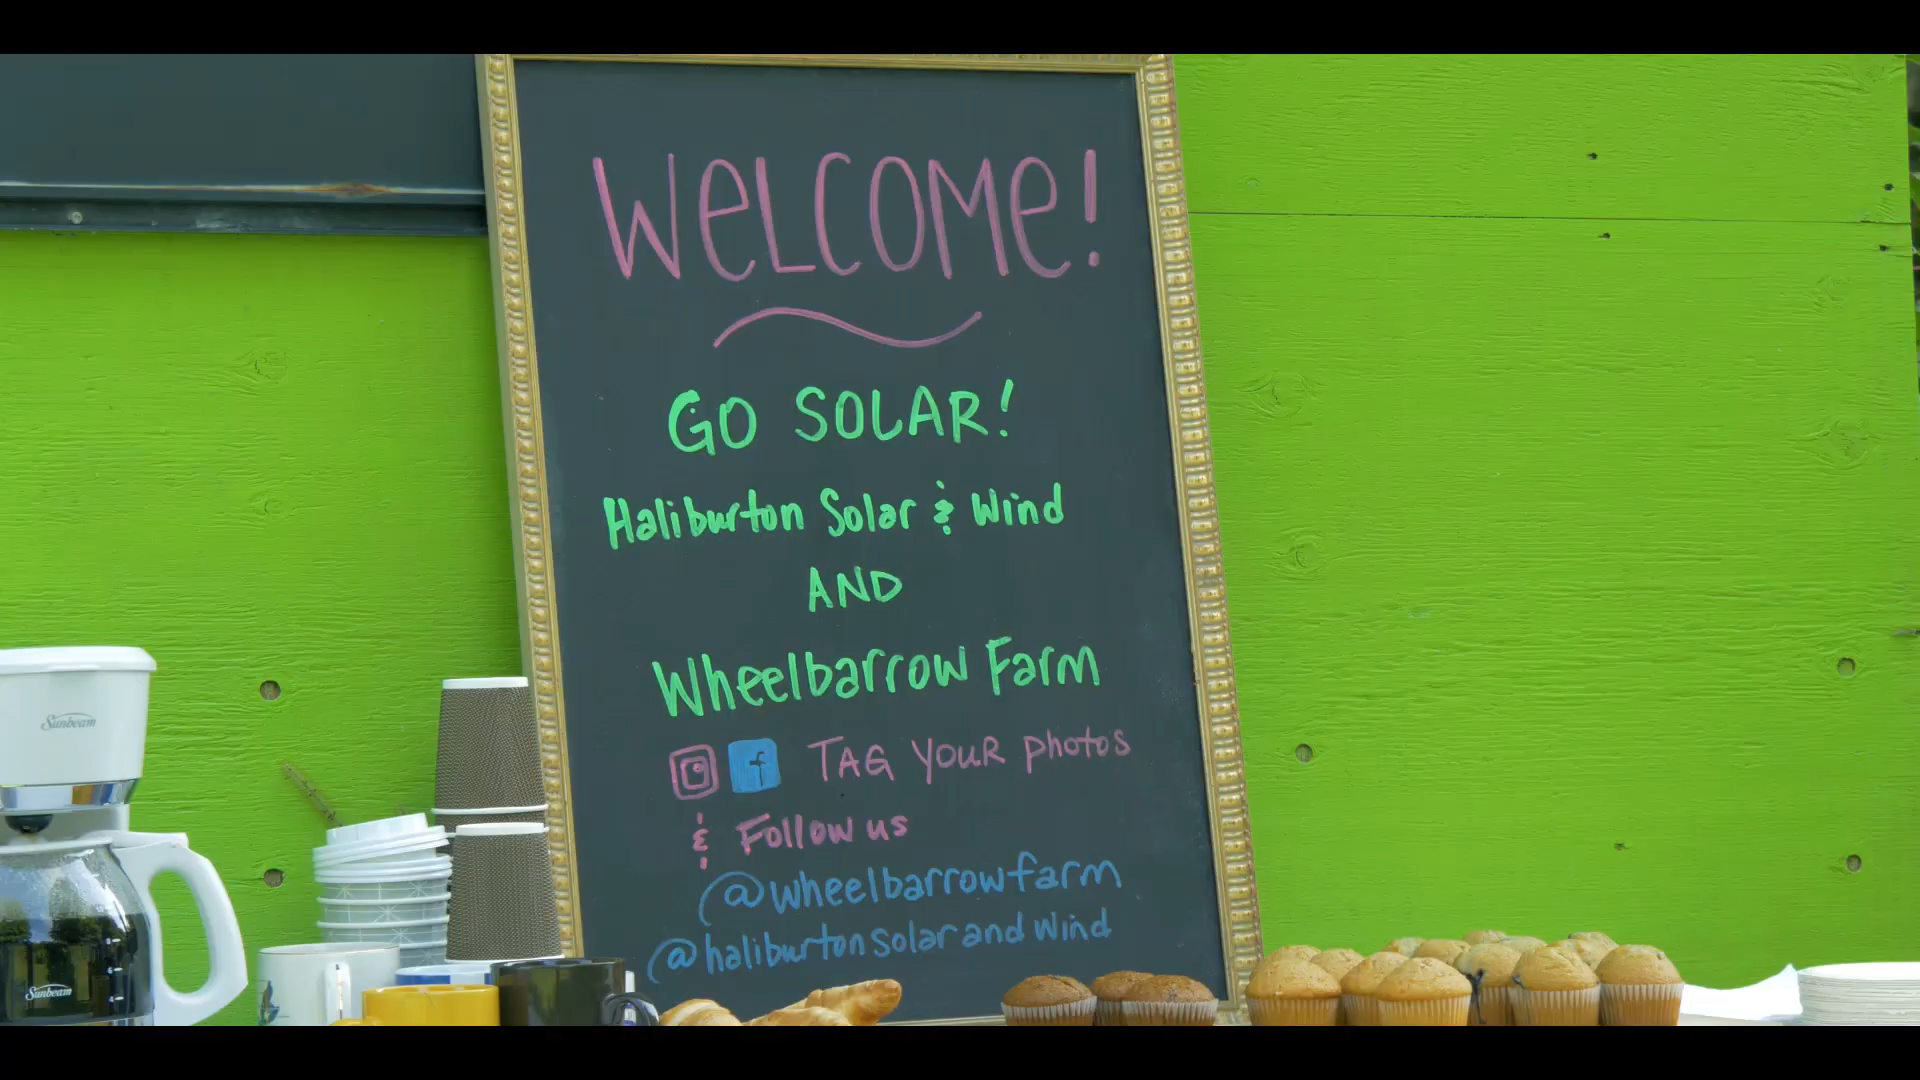 WeLCOMe!
GO SOLAR!
Haliburton Solar & Wind
AND
Wheelbarrow Farm
f TAG YOUR photos
& Follow us
@wheelbarrowfarm
@haliburtonsolarandwind
Sunbeam
Sunbeam